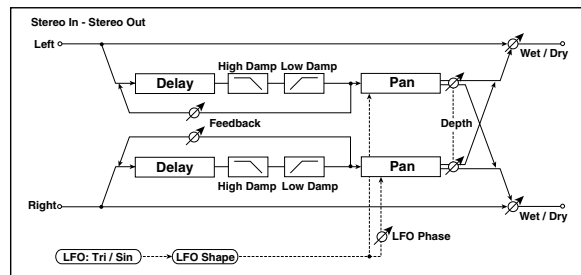 Stereo In - Stereo Out
Left
Wet / Dry
High Damp Low Damp
Delay
Pan
Feedback
Depth
Delay
Pan
High Damp Low Damp
Right
Wet / Dry
LFO Phase
LFO: Tri / Sin
LFO Shape